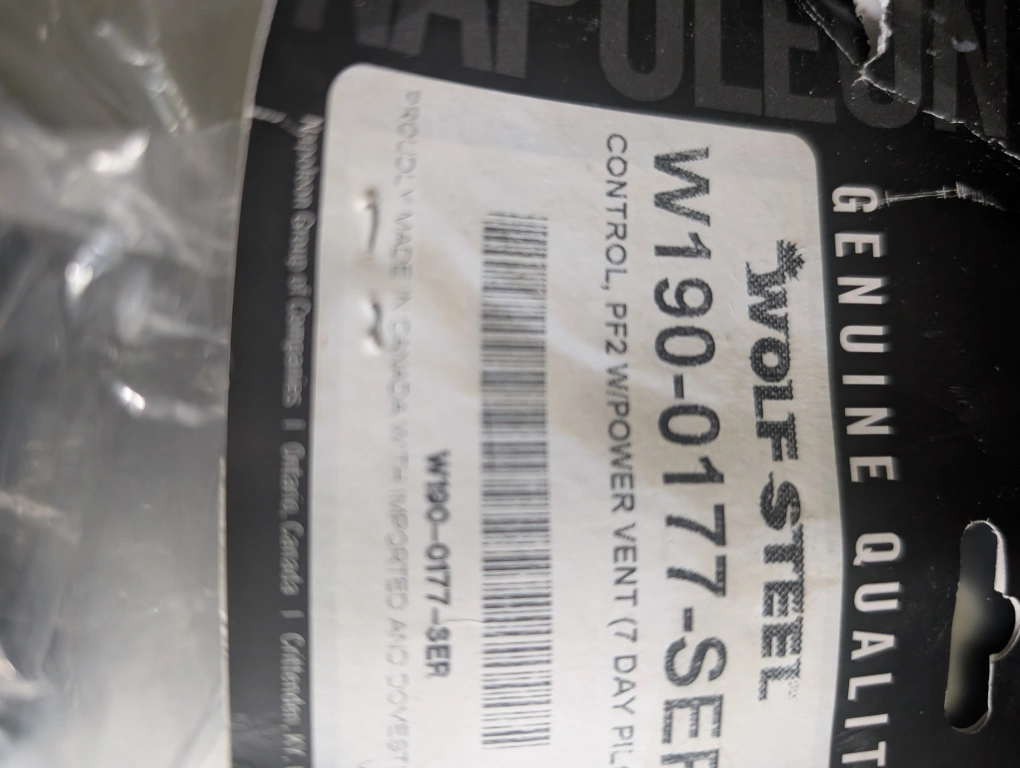 NAPOLEON
GENUINE QUALIT
WOLF STEEL
W190-0177-SER
CONTROL, PF2 W/POWER VENT (7 DAY PIL
W190-0177-SER
PROUDLY MADE IN CANADA WITH IMPORTED AND DOMEST
Napoleon Group of Companies | Ontario, Canada | Crittenden, KY,